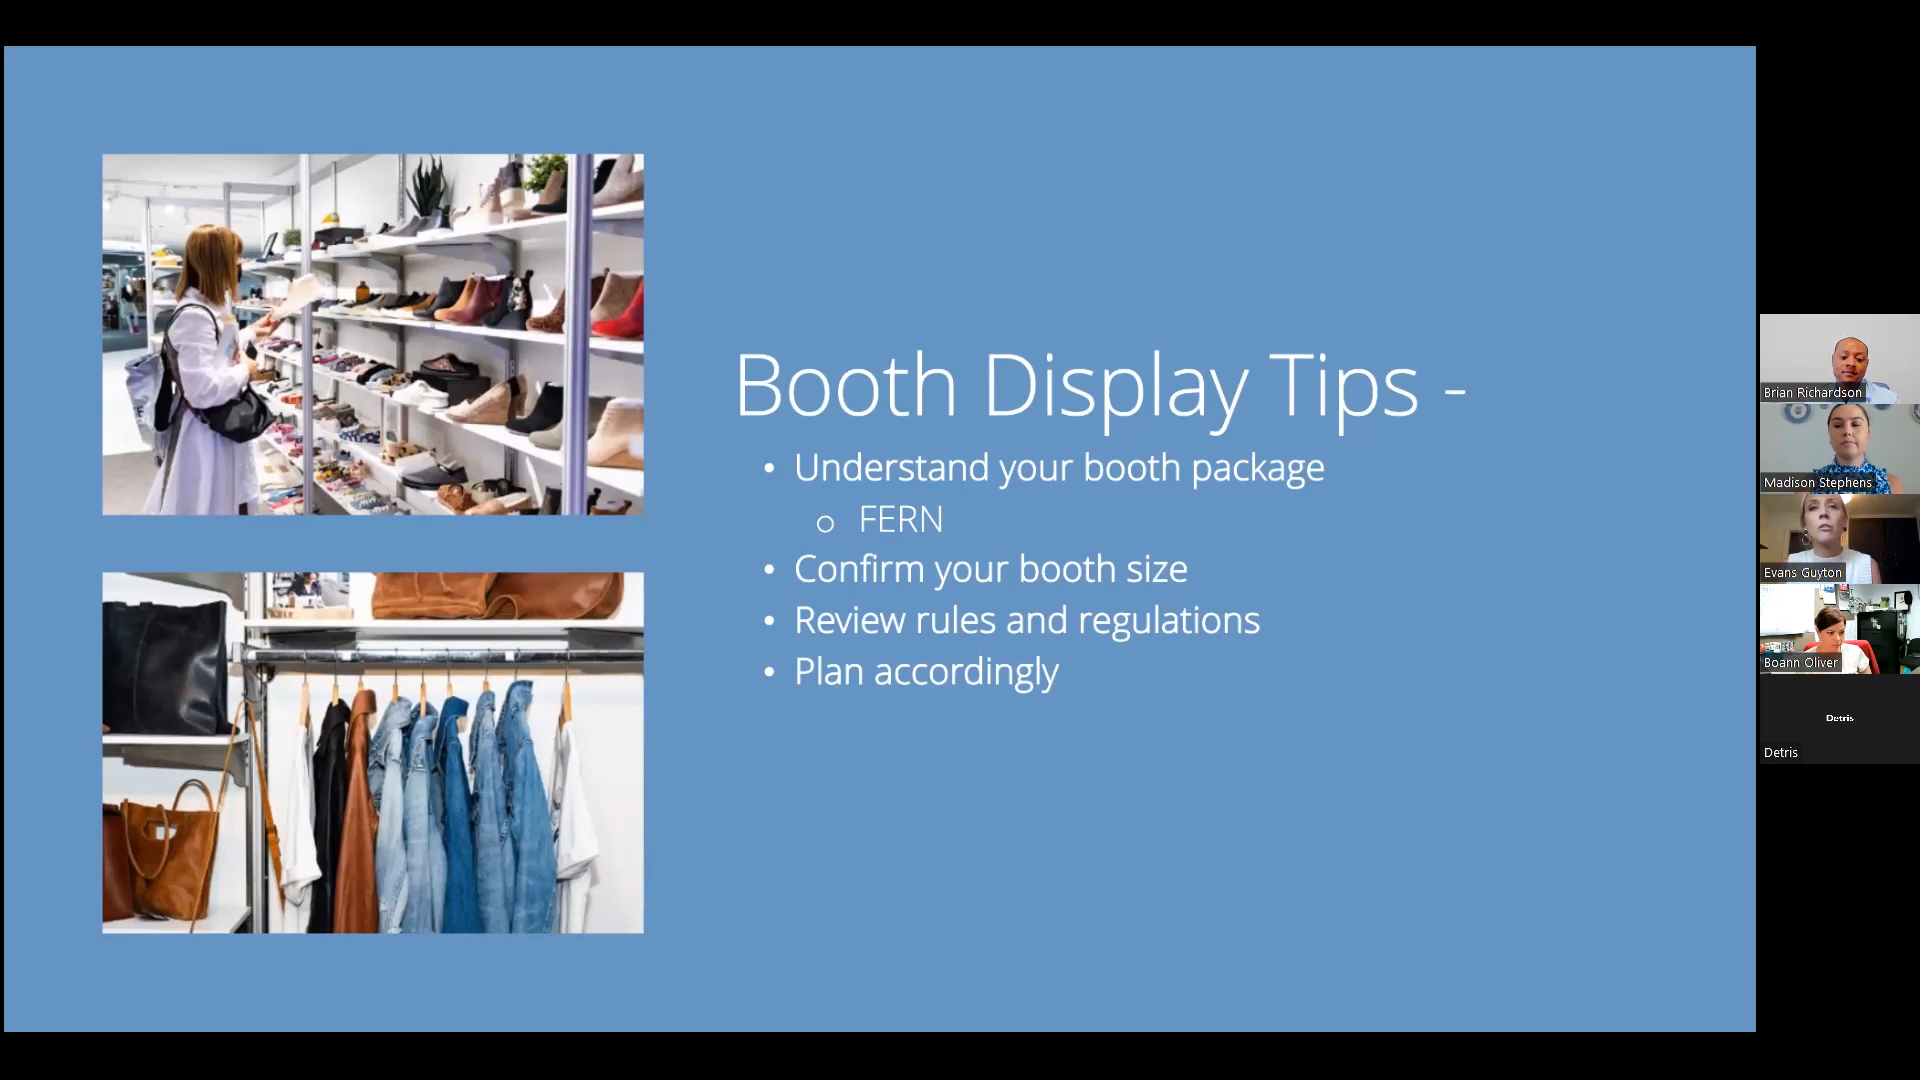 Booth Display Tips -
• Understand your booth package
o FERN
• Confirm your booth size
• Review rules and regulations
• Plan accordingly
Brian Richardson
Madison Stephens
Evans Guyton
Boann Oliver
Detris
Detris